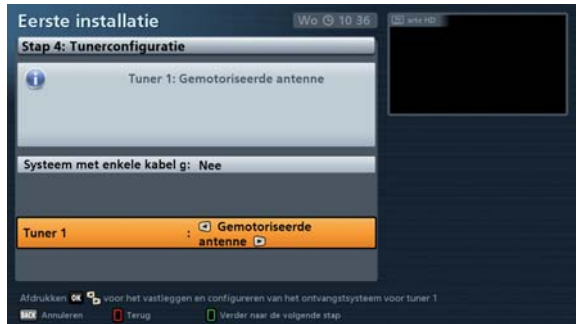 Eerste installatie
Wo 10 36
arte HD
Stap 4: Tunerconfiguratie
Tuner 1: Gemotoriseerde antenne
Systeem met enkele kabel g: Nee
Tuner 1 : Gemotoriseerde
antenne
Afdrukken OK voor het vastleggen en configureren van het ontvangstsysteem voor tuner 1
BACK Annuleren Terug Verder naar de volgende stap